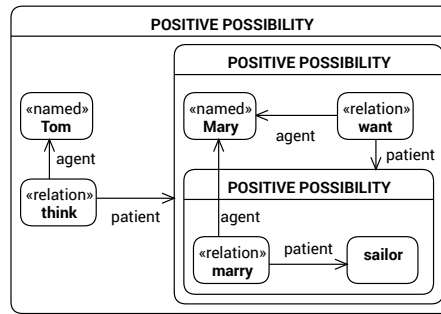 POSITIVE POSSIBILITY
POSITIVE POSSIBILITY
«named»
Tom
«named»
Mary
«relation»
want
agent
agent
patient
«relation»
think
patient
POSITIVE POSSIBILITY
agent
«relation»
marry
patient
sailor